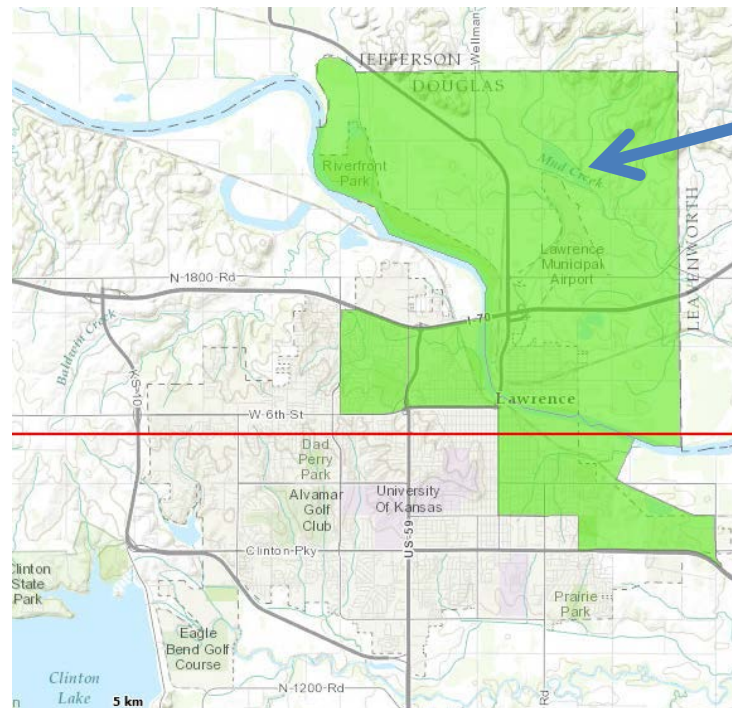 JEFFERSON
DOUGLAS
Wellman
Mud Creek
Riverfront
Park
Lawrence
Municipal
Airport
LEAVENWORTH
N 1800 Rd
I-70
Baldwin Creek
K-S-10
Lawrence
W 6th St
Dad
Perry
Park
Alvamar
Golf
Club
University
Of Kansas
US-59
Clinton Pky
Clinton
State
Park
Prairie
Park
Eagle
Bend Golf
Course
Clinton
Lake
N 1200 Rd
Rd
5 km